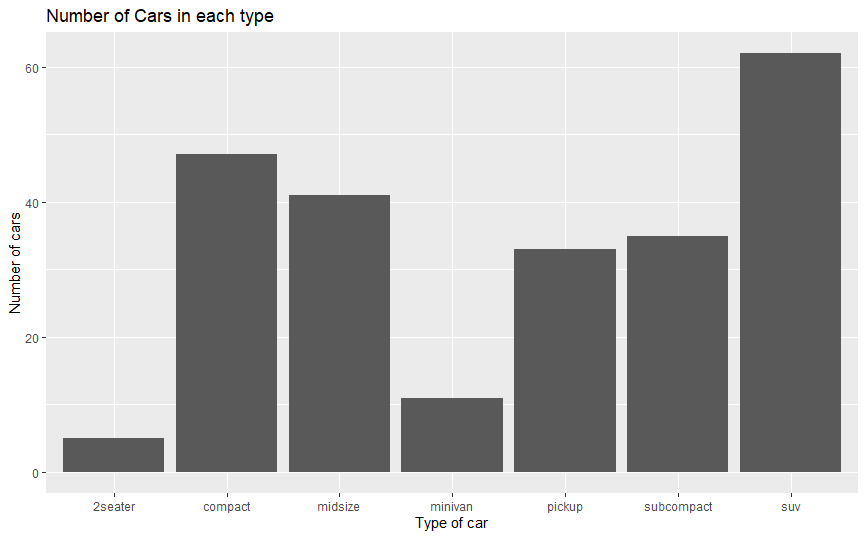 Number of Cars in each type
Number of cars
60
40
20
0
2seater compact midsize minivan pickup subcompact suv
Type of car